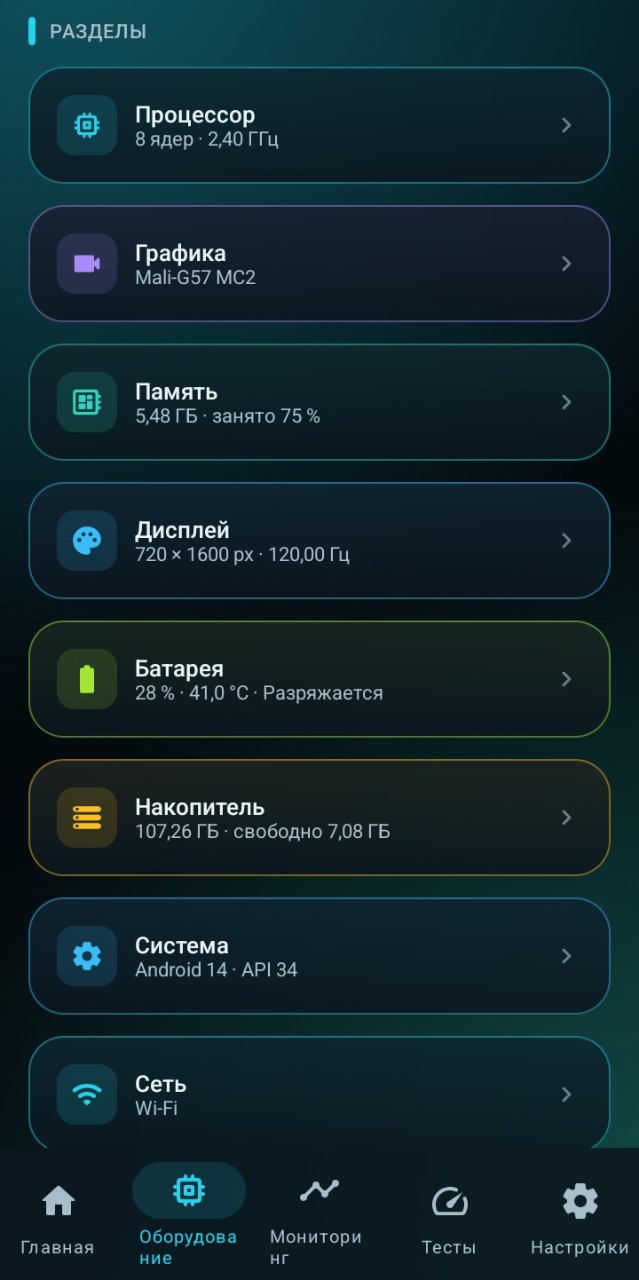 РАЗДЕЛЫ
Процессор
8 ядер · 2,40 ГГц
Графика
Mali-G57 MC2
Память
5,48 ГБ · занято 75 %
Дисплей
720 × 1600 px · 120,00 Гц
Батарея
28 % · 41,0 °C · Разряжается
Накопитель
107,26 ГБ · свободно 7,08 ГБ
Система
Android 14 · API 34
Сеть
Wi-Fi
Главная
Оборудова
ние
Монитори
нг
Тесты
Настройки